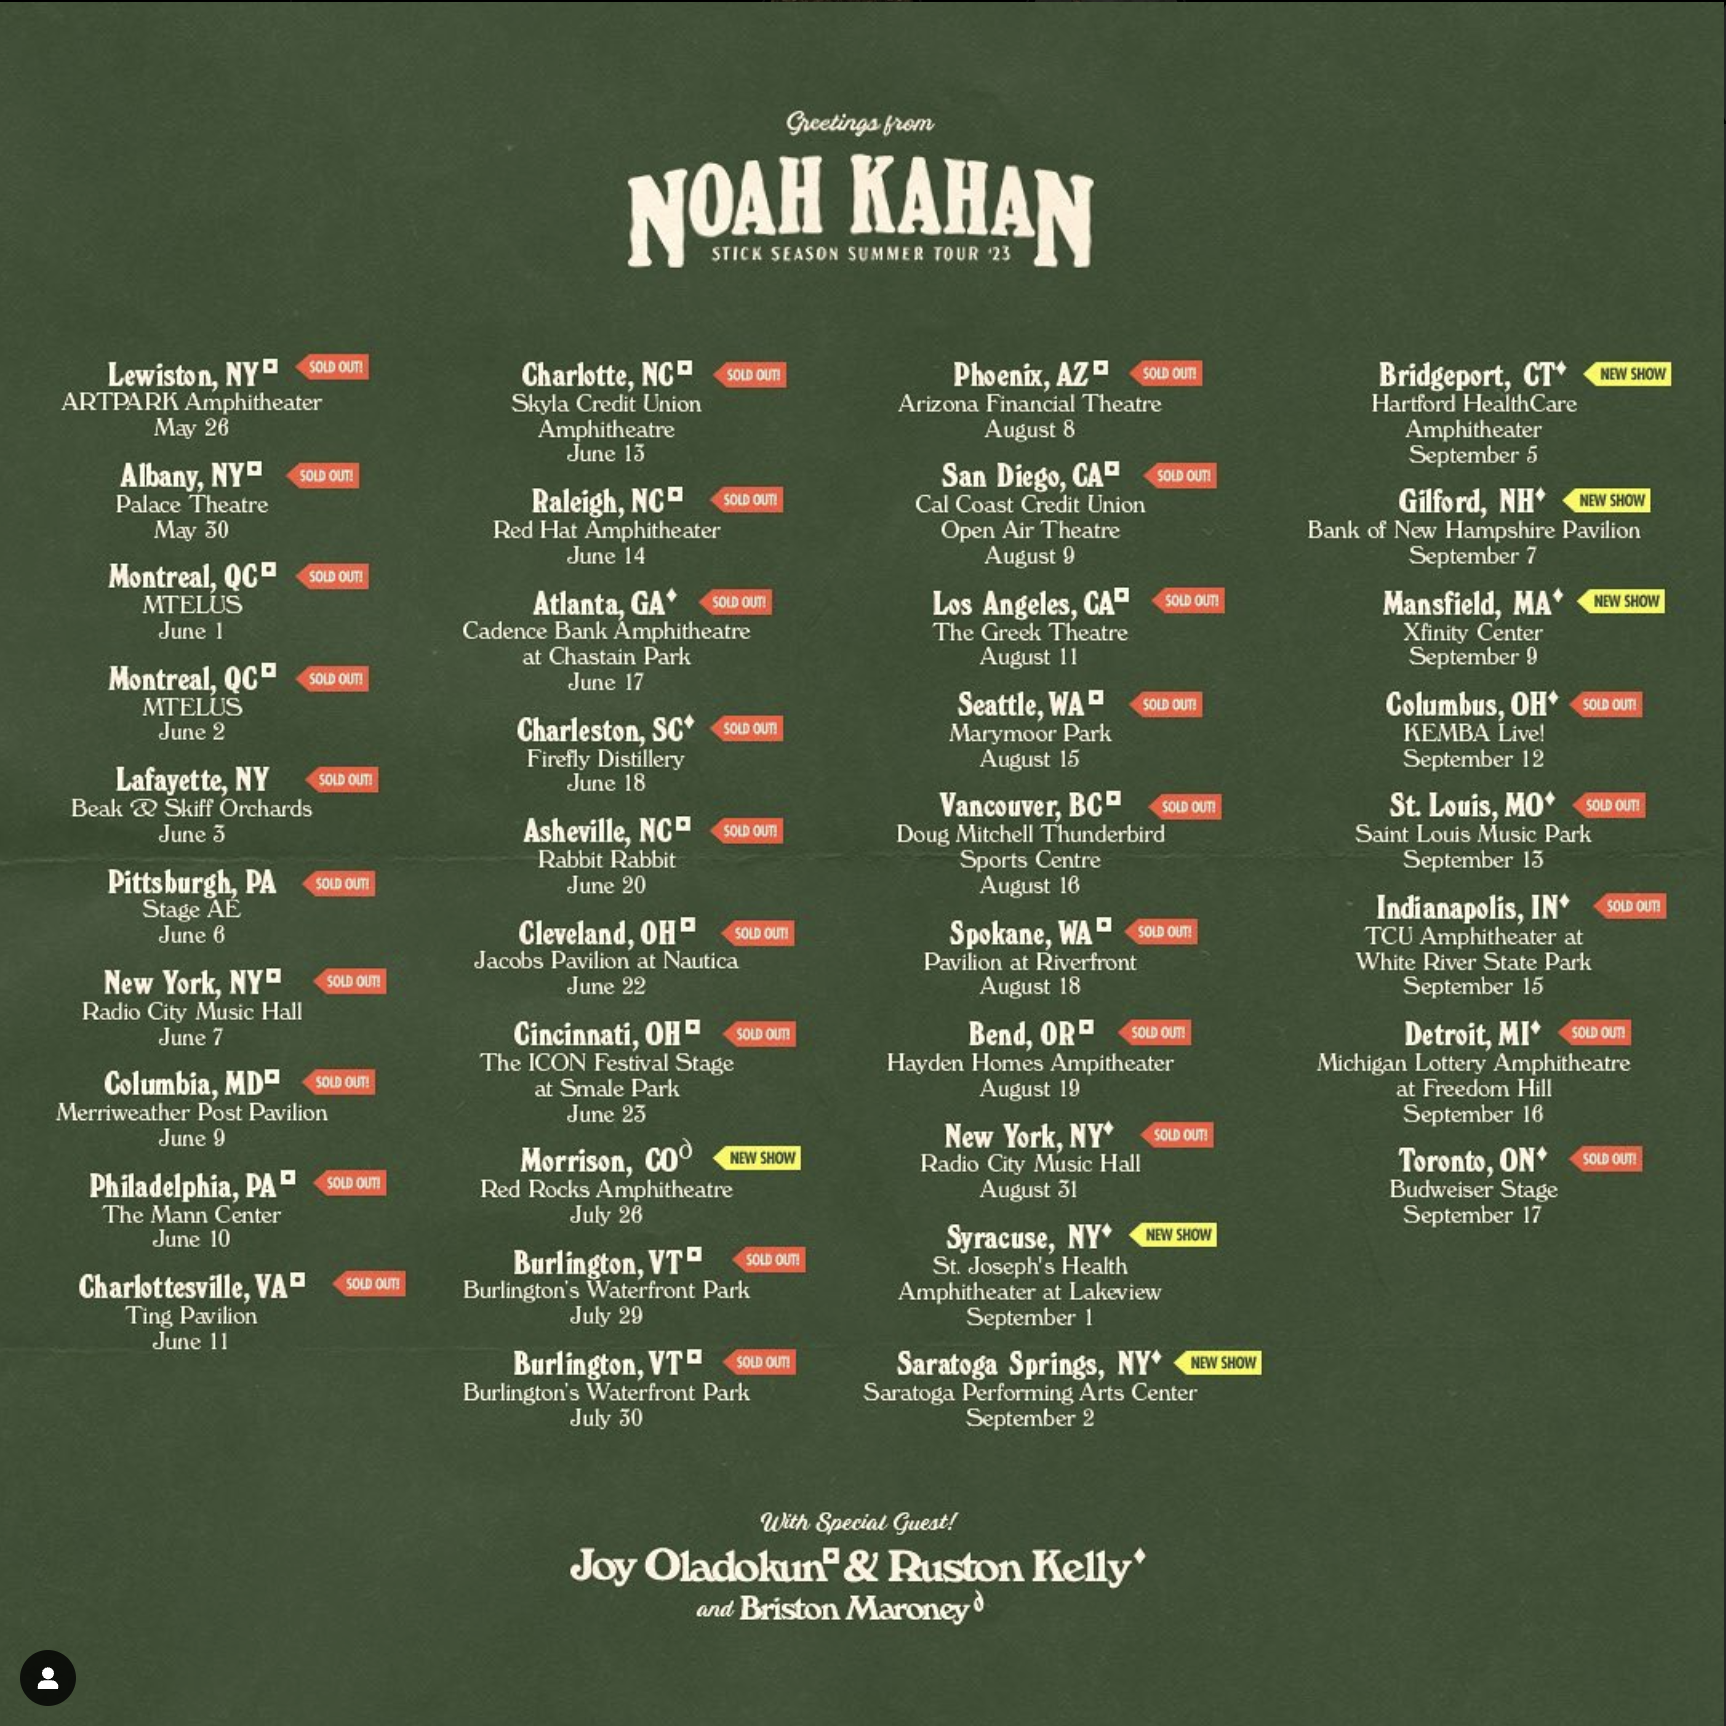 Greetings from
NOAH KAHAN
STICK SEASON SUMMER TOUR '23
Lewiston, NY SOLD OUT!
ARTPARK Amphitheater
May 26
Albany, NY SOLD OUT!
Palace Theatre
May 30
Montreal, QC SOLD OUT!
MTELUS
June 1
Montreal, QC SOLD OUT!
MTELUS
June 2
Lafayette, NY SOLD OUT!
Beak & Skiff Orchards
June 3
Pittsburgh, PA SOLD OUT!
Stage AE
June 6
New York, NY SOLD OUT!
Radio City Music Hall
June 7
Columbia, MD SOLD OUT!
Merriweather Post Pavilion
June 9
Philadelphia, PA SOLD OUT!
The Mann Center
June 10
Charlottesville, VA SOLD OUT!
Ting Pavilion
June 11
Charlotte, NC SOLD OUT!
Skyla Credit Union
Amphitheatre
June 13
Raleigh, NC SOLD OUT!
Red Hat Amphitheater
June 14
Atlanta, GA♦ SOLD OUT!
Cadence Bank Amphitheatre
at Chastain Park
June 17
Charleston, SC♦ SOLD OUT!
Firefly Distillery
June 18
Asheville, NC SOLD OUT!
Rabbit Rabbit
June 20
Cleveland, OH SOLD OUT!
Jacobs Pavilion at Nautica
June 22
Cincinnati, OH SOLD OUT!
The ICON Festival Stage
at Smale Park
June 23
Morrison, CO∂ NEW SHOW
Red Rocks Amphitheatre
July 26
Burlington, VT SOLD OUT!
Burlington's Waterfront Park
July 29
Burlington, VT SOLD OUT!
Burlington's Waterfront Park
July 30
Phoenix, AZ SOLD OUT!
Arizona Financial Theatre
August 8
San Diego, CA SOLD OUT!
Cal Coast Credit Union
Open Air Theatre
August 9
Los Angeles, CA SOLD OUT!
The Greek Theatre
August 11
Seattle, WA SOLD OUT!
Marymoor Park
August 15
Vancouver, BC SOLD OUT!
Doug Mitchell Thunderbird
Sports Centre
August 16
Spokane, WA SOLD OUT!
Pavilion at Riverfront
August 18
Bend, OR SOLD OUT!
Hayden Homes Ampitheater
August 19
New York, NY♦ SOLD OUT!
Radio City Music Hall
August 31
Syracuse, NY♦ NEW SHOW
St. Joseph's Health
Amphitheater at Lakeview
September 1
Saratoga Springs, NY♦ NEW SHOW
Saratoga Performing Arts Center
September 2
Bridgeport, CT♦ NEW SHOW
Hartford HealthCare
Amphitheater
September 5
Gilford, NH♦ NEW SHOW
Bank of New Hampshire Pavilion
September 7
Mansfield, MA♦ NEW SHOW
Xfinity Center
September 9
Columbus, OH♦ SOLD OUT!
KEMBA Live!
September 12
St. Louis, MO♦ SOLD OUT!
Saint Louis Music Park
September 13
Indianapolis, IN♦ SOLD OUT!
TCU Amphitheater at
White River State Park
September 15
Detroit, MI♦ SOLD OUT!
Michigan Lottery Amphitheatre
at Freedom Hill
September 16
Toronto, ON♦ SOLD OUT!
Budweiser Stage
September 17
With Special Guest!
Joy Oladokun & Ruston Kelly♦
and Briston Maroney∂